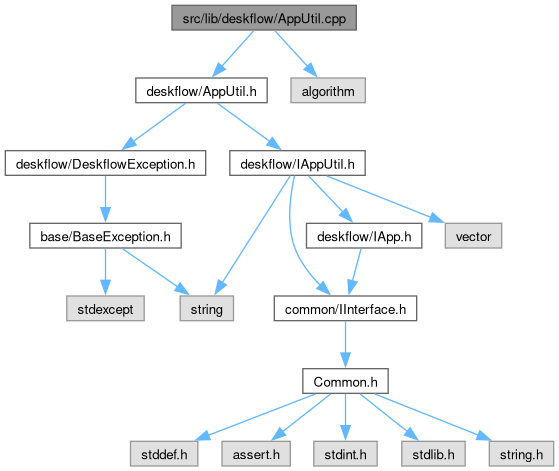 src/lib/deskflow/AppUtil.cpp
deskflow/AppUtil.h
algorithm
deskflow/DeskflowException.h
deskflow/IAppUtil.h
base/BaseException.h
deskflow/IApp.h
vector
stdexcept
string
common/IInterface.h
Common.h
stddef.h
assert.h
stdint.h
stdlib.h
string.h